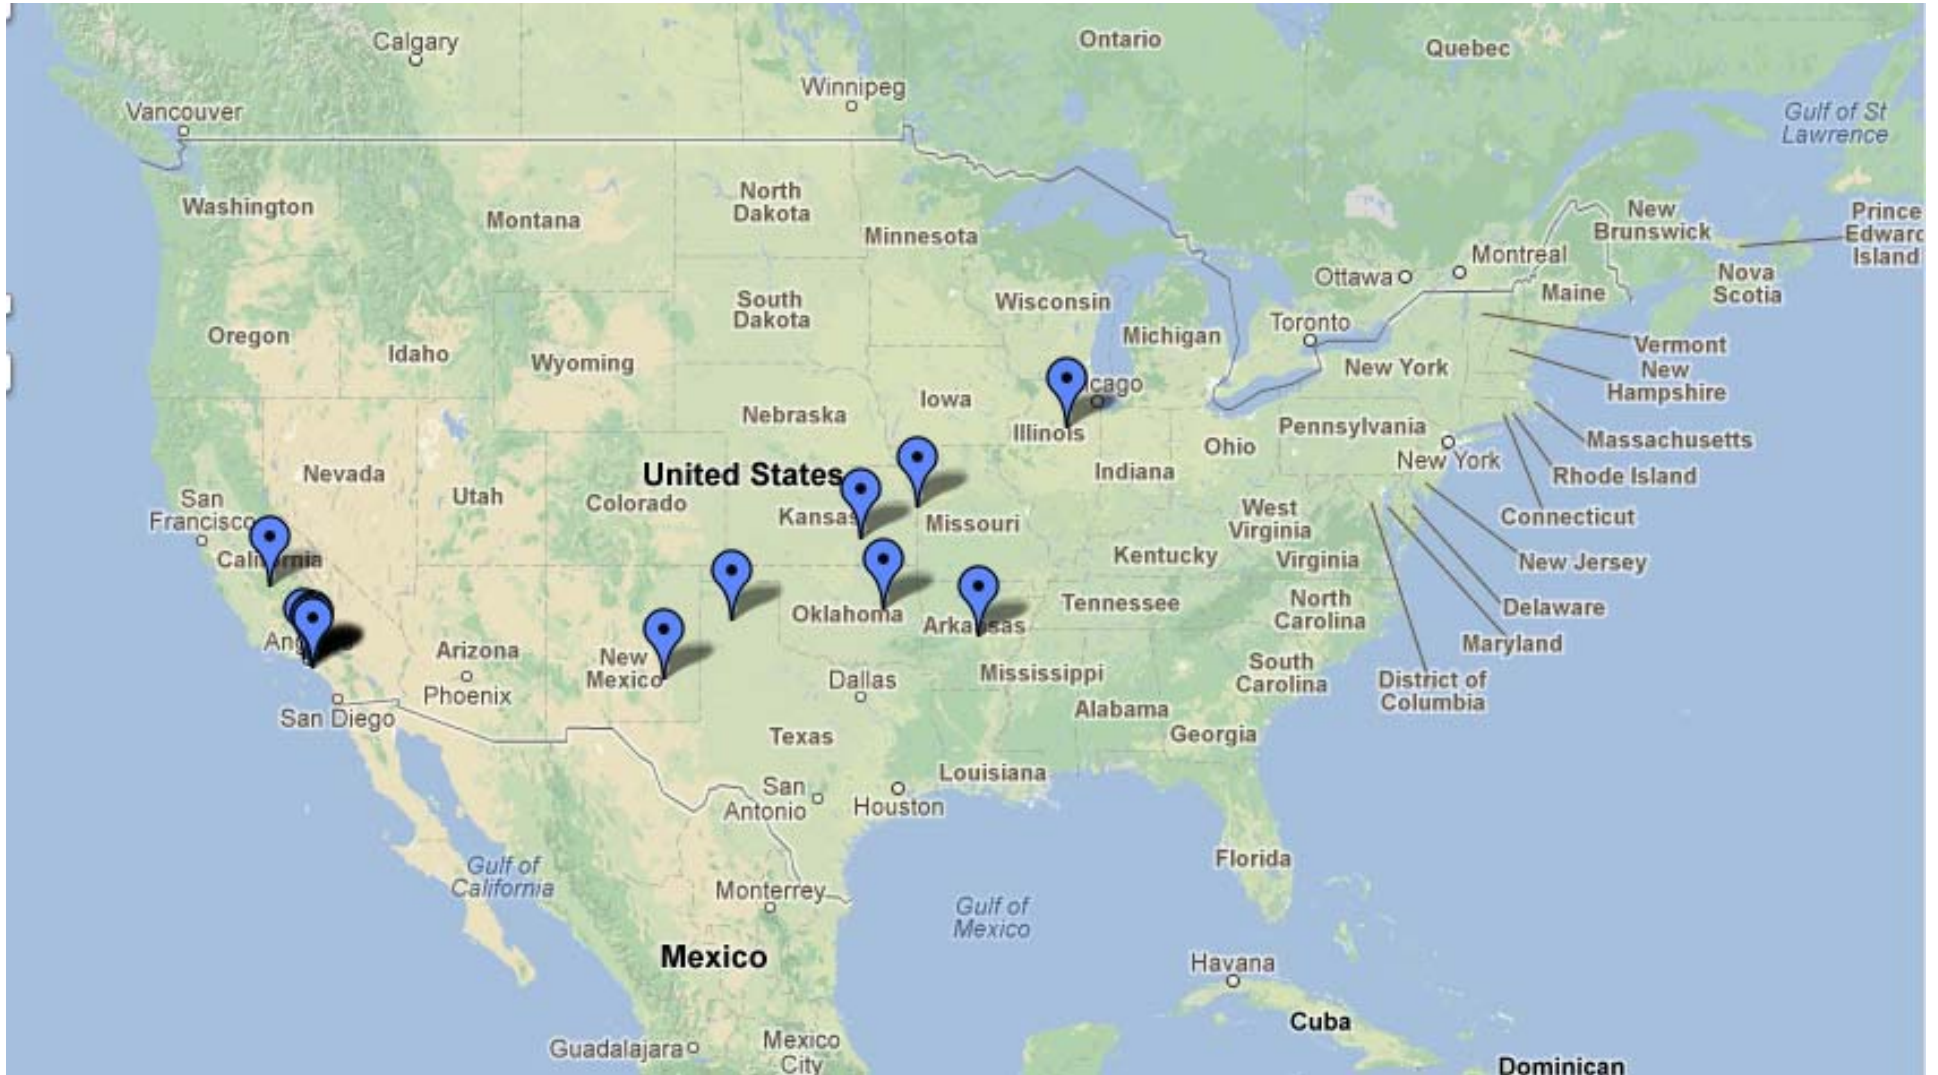 Calgary
Ontario
Quebec
Winnipeg
Vancouver
Gulf of St
Lawrence
Washington
Montana
North
Dakota
Minnesota
New
Brunswick
Prince
Edward
Island
Ottawa
Montreal
Nova
Scotia
Maine
Oregon
Idaho
Wyoming
South
Dakota
Wisconsin
Michigan
Toronto
New York
Vermont
New
Hampshire
Nebraska
Iowa
icago
Illinois
Indiana
Ohio
Pennsylvania
New York
Massachusetts
Rhode Island
Connecticut
Nevada
Utah
Colorado
United States
Kansas
Missouri
West
Virginia
Kentucky
Virginia
New Jersey
San
Francisco
California
Delaware
Maryland
District of
Columbia
Ang
Arizona
Phoenix
New
Mexico
Oklahoma
Arkansas
Tennessee
North
Carolina
South
Carolina
Mississippi
Alabama
Georgia
San Diego
Dallas
Texas
Louisiana
San
Antonio
Houston
Florida
Gulf of
California
Monterrey
Gulf of
Mexico
Mexico
Havana
Cuba
Guadalajara
Mexico
City
Dominican